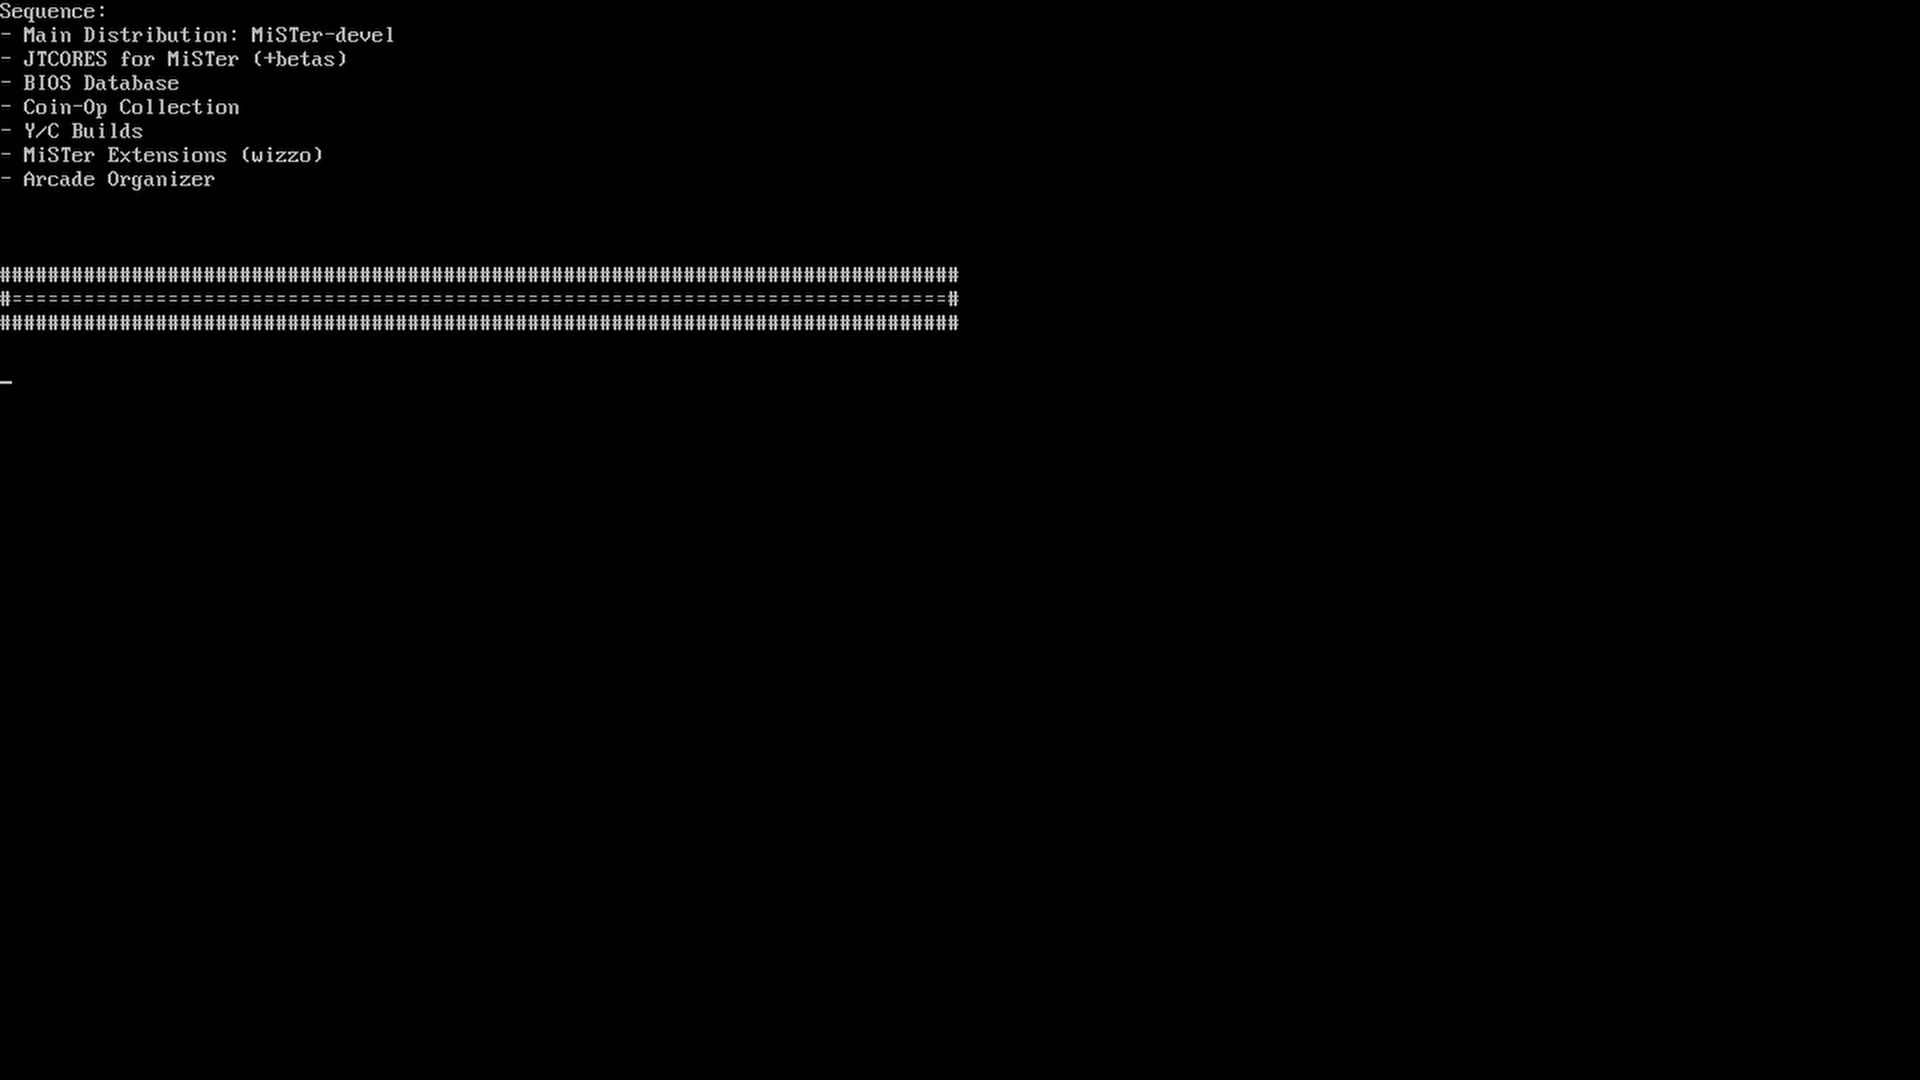 Sequence:
- Main Distribution: MiSTer-devel
- JTCORES for MiSTer (+betas)
- BIOS Database
- Coin-Op Collection
- Y/C Builds
- MiSTer Extensions (wizzo)
- Arcade Organizer
################################################################################
#==============================================================================#
################################################################################
_